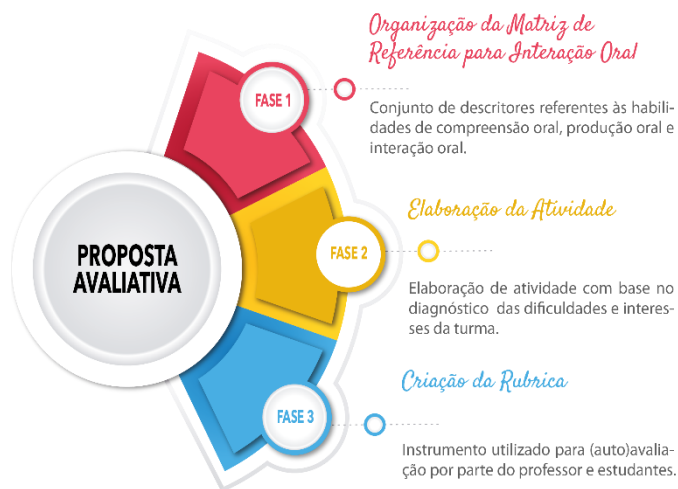 PROPOSTA
AVALIATIVA
FASE 1
Organização da Matriz de
Referência para Interação Oral
Conjunto de descritores referentes às habili-
dades de compreensão oral, produção oral e
interação oral.
FASE 2
Elaboração da Atividade
Elaboração de atividade com base no
diagnóstico das dificuldades e interes-
ses da turma.
FASE 3
Criação da Rubrica
Instrumento utilizado para (auto)avalia-
ção por parte do professor e estudantes.